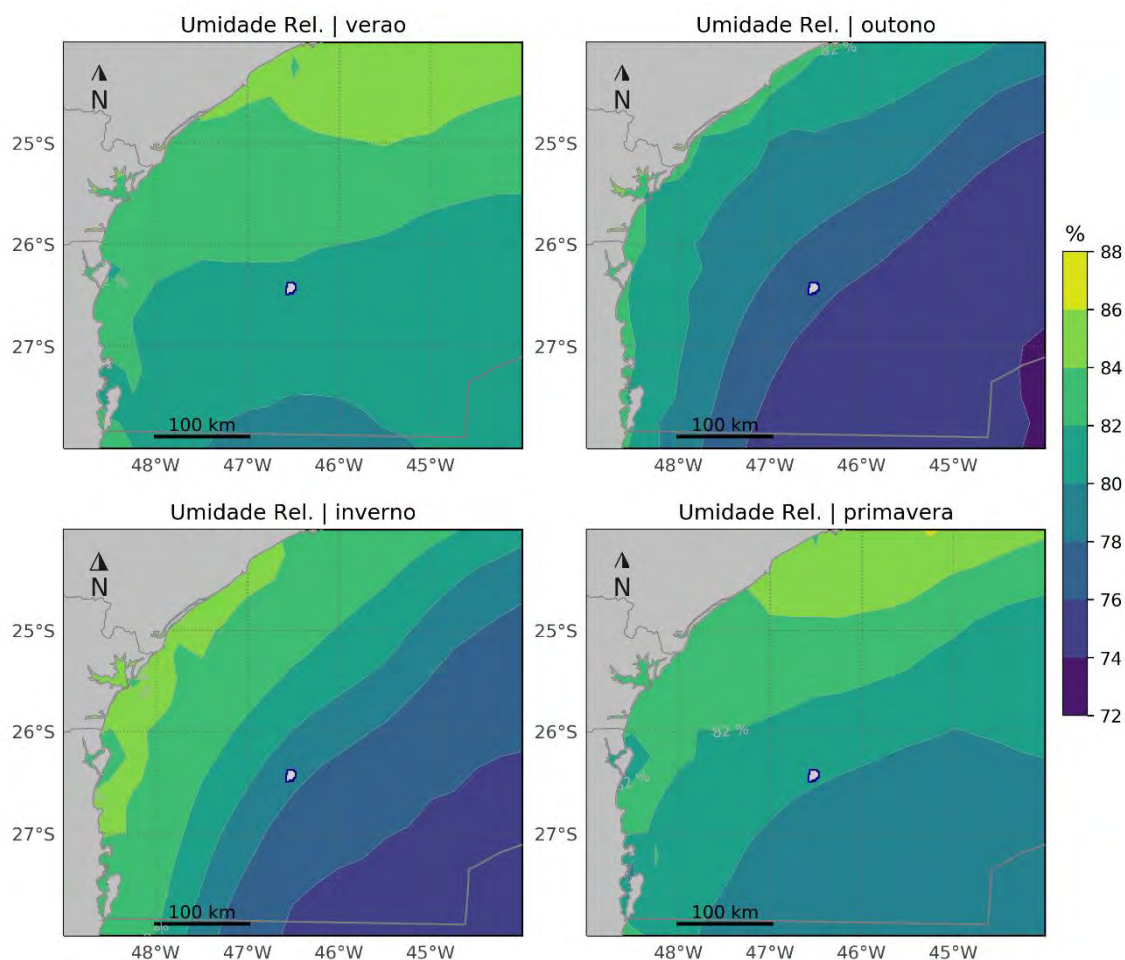 Umidade Rel. | verao
N
25°S
26°S
27°S
100 km
48°W 47°W 46°W 45°W
Umidade Rel. | outono
82 %
N
25°S
26°S
27°S
100 km
48°W 47°W 46°W 45°W
%
88
86
84
82
80
78
76
74
72
Umidade Rel. | inverno
N
25°S
26°S
27°S
100 km
48°W 47°W 46°W 45°W
Umidade Rel. | primavera
N
25°S
26°S
27°S
82 %
100 km
48°W 47°W 46°W 45°W